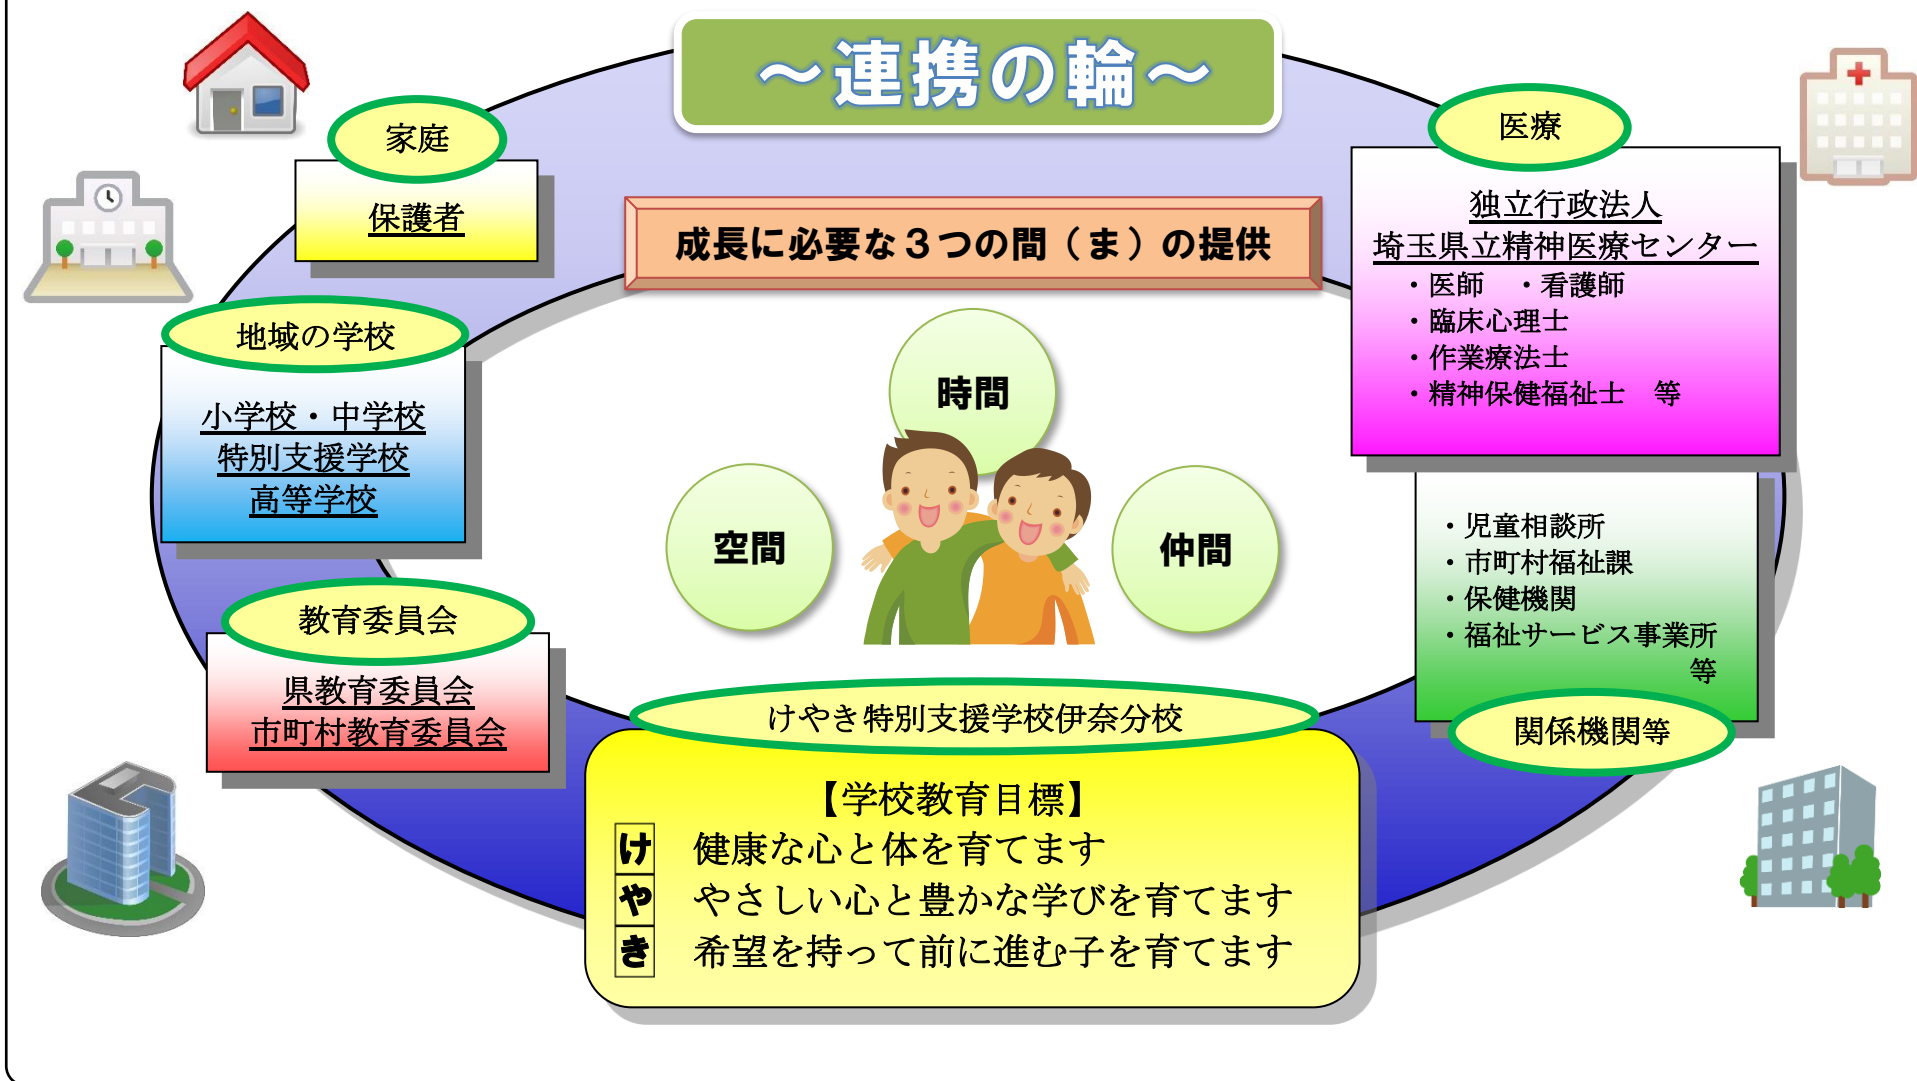 ～連携の輪～
家庭
保護者
医療
独立行政法人
埼玉県立精神医療センター
・医師　・看護師
・臨床心理士
・作業療法士
・精神保健福祉士　等
成長に必要な３つの間（ま）の提供
地域の学校
小学校・中学校
特別支援学校
高等学校
時間
空間
仲間
・児童相談所
・市町村福祉課
・保健機関
・福祉サービス事業所
等
関係機関等
教育委員会
県教育委員会
市町村教育委員会
けやき特別支援学校伊奈分校
【学校教育目標】
け　健康な心と体を育てます
や　やさしい心と豊かな学びを育てます
き　希望を持って前に進む子を育てます